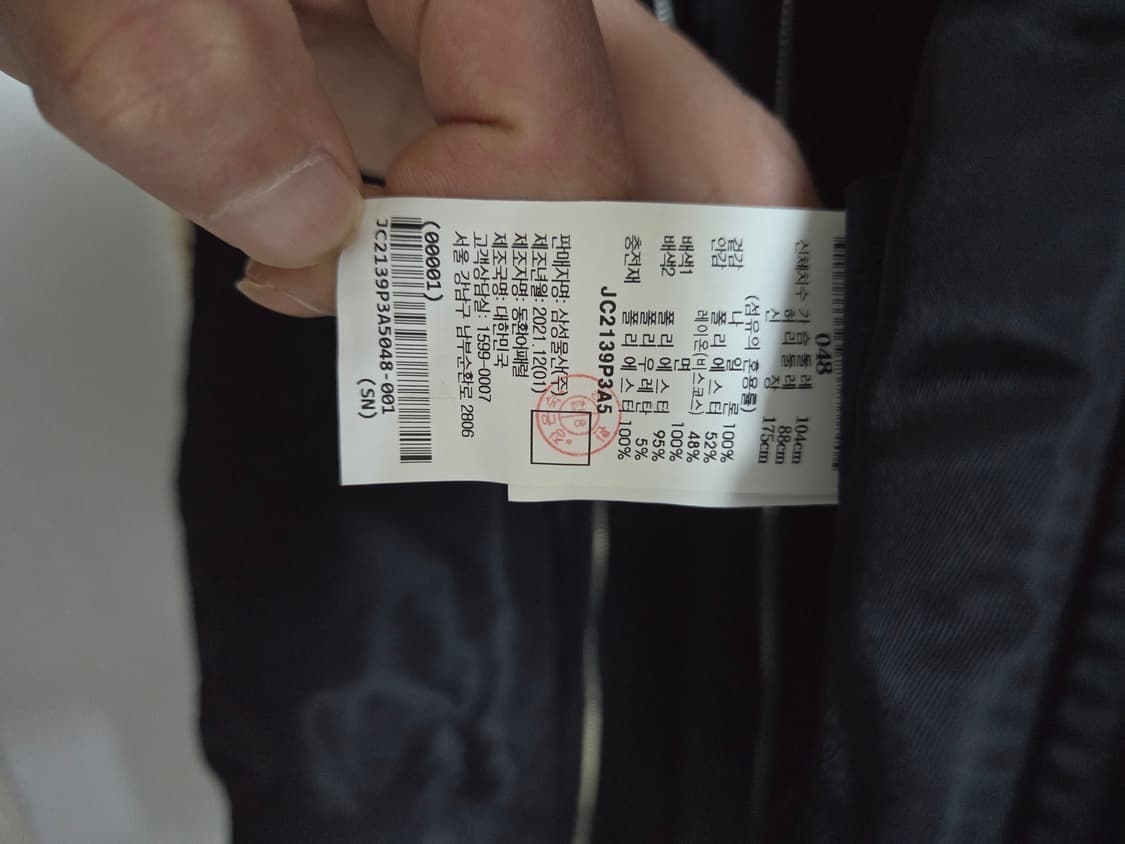 048
신체치수 가슴둘레 104cm
허리둘레 88cm
신 장 175cm
(섬유의 혼용률)
겉감 나 일 론 100%
안감 폴리에스터 52%
레이온(비스코스) 48%
배색1 면 100%
배색2 폴리에스터 95%
폴리우레탄 5%
충전재 폴리에스터 100%
JC2139P3A5
판매자명: 삼성물산(주)
제조년월: 2021.12(01)
제조자명: 동환어패럴
제조국명: 대한민국
고객상담실: 1599-0007
서울 강남구 남부순환로 2806
(00001)
JC2139P3A5048-001
(SN)